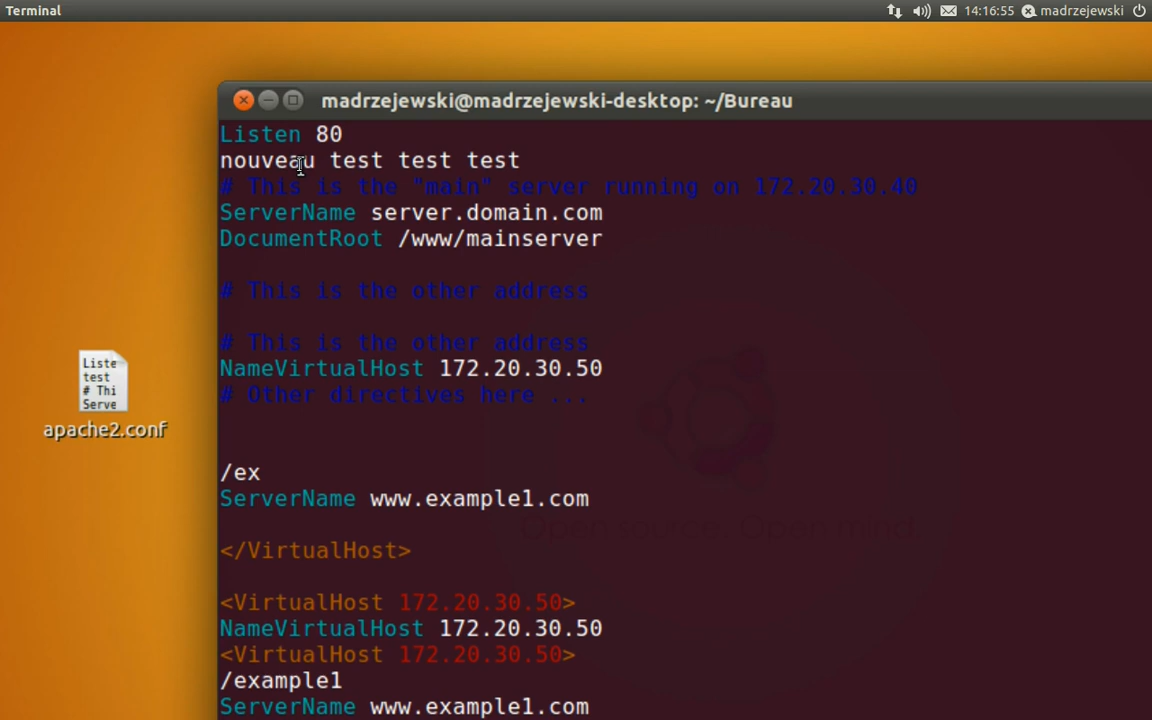 Terminal
14:16:55 madrzejewski
madrzejewski@madrzejewski-desktop: ~/Bureau
Listen 80
nouveau test test test
# This is the "main" server running on 172.20.30.40
ServerName server.domain.com
DocumentRoot /www/mainserver
# This is the other address
# This is the other address
NameVirtualHost 172.20.30.50
# Other directives here ...
/ex
ServerName www.example1.com
Open source. Open mind.
</VirtualHost>
<VirtualHost 172.20.30.50>
NameVirtualHost 172.20.30.50
<VirtualHost 172.20.30.50>
/example1
ServerName www.example1.com
Liste
test
# Thi
Serve
apache2.conf